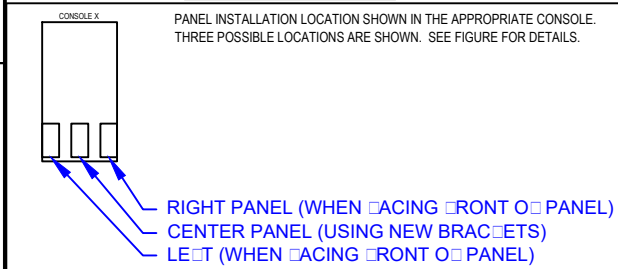 CONSOLE X
PANEL INSTALLATION LOCATION SHOWN IN THE APPROPRIATE CONSOLE.
THREE POSSIBLE LOCATIONS ARE SHOWN. SEE FIGURE FOR DETAILS.
RIGHT PANEL (WHEN □ACING □RONT O□ PANEL)
CENTER PANEL (USING NEW BRAC□ETS)
LE□T (WHEN □ACING □RONT O□ PANEL)